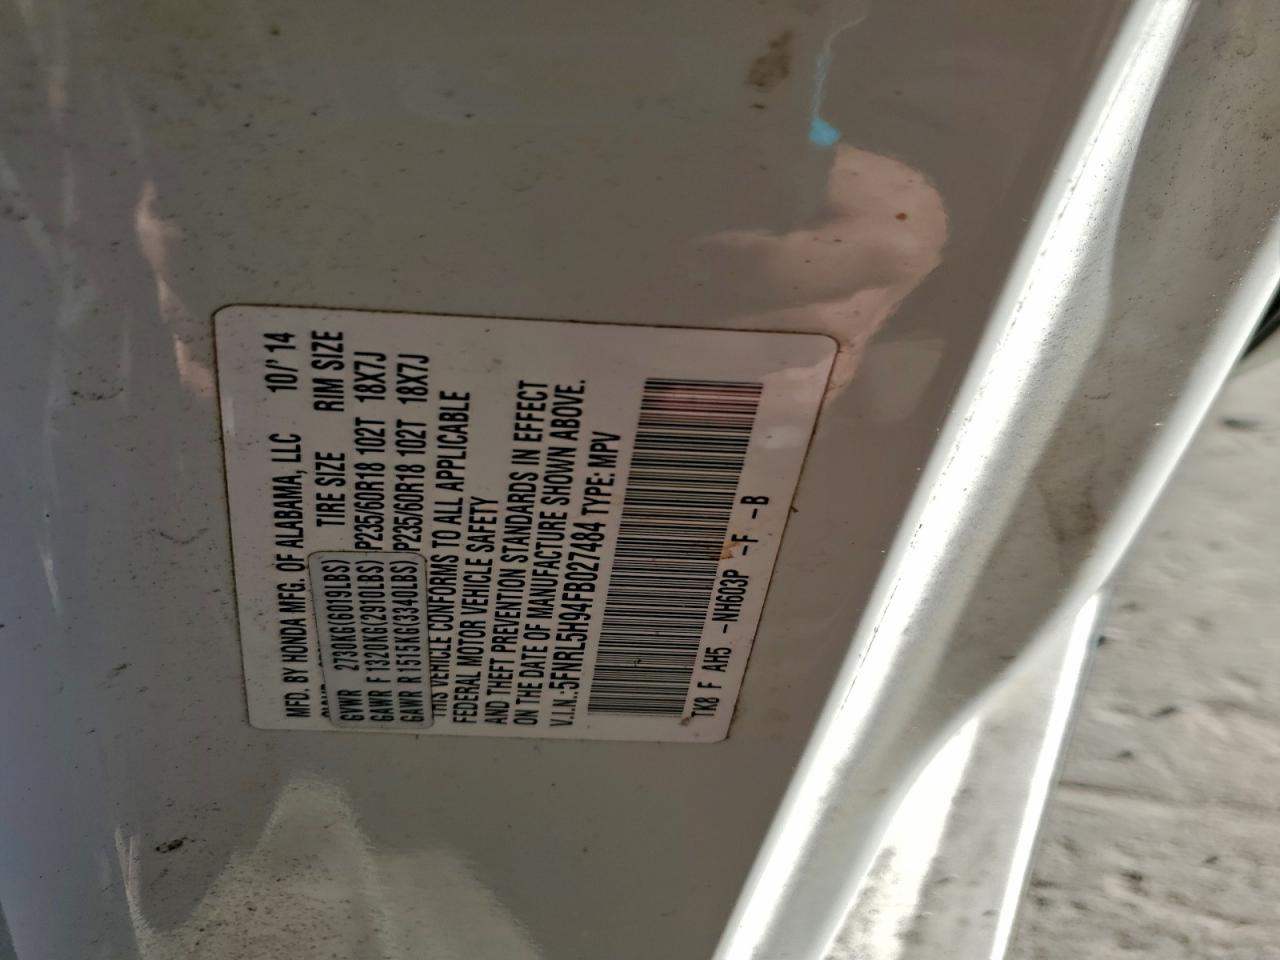 MFD. BY HONDA MFG. OF ALABAMA, LLC 10/' 14
TIRE SIZE RIM SIZE
GVWR 2730KG(6019LBS)
GAWR F 1320KG(2910LBS) P235/60R18 102T 18X7J
GAWR R 1515KG(3340LBS) P235/60R18 102T 18X7J
THIS VEHICLE CONFORMS TO ALL APPLICABLE
FEDERAL MOTOR VEHICLE SAFETY
AND THEFT PREVENTION STANDARDS IN EFFECT
ON THE DATE OF MANUFACTURE SHOWN ABOVE.
V.I.N.:5FNRL5H94FB027484 TYPE: MPV
TK8 F AH5 -NH603P -F -B